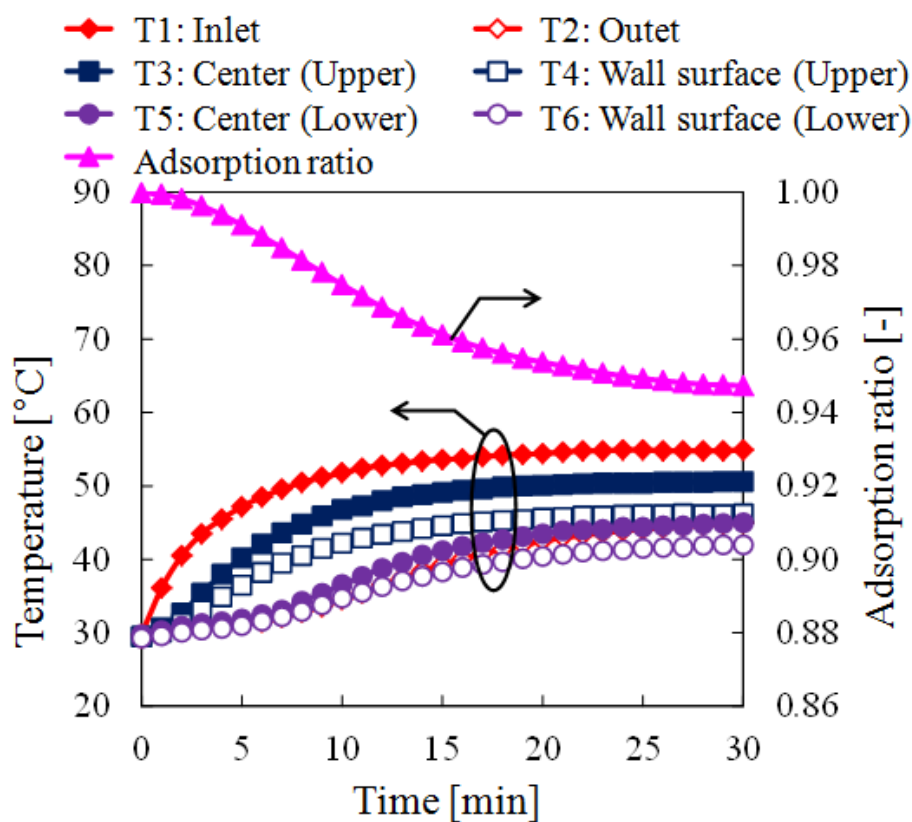 T1: Inlet
T2: Outet
T3: Center (Upper)
T4: Wall surface (Upper)
T5: Center (Lower)
T6: Wall surface (Lower)
Adsorption ratio
90
80
70
60
50
40
30
20
Temperature [°C]
1.00
0.98
0.96
0.94
0.92
0.90
0.88
0.86
Adsorption ratio [-]
0 5 10 15 20 25 30
Time [min]